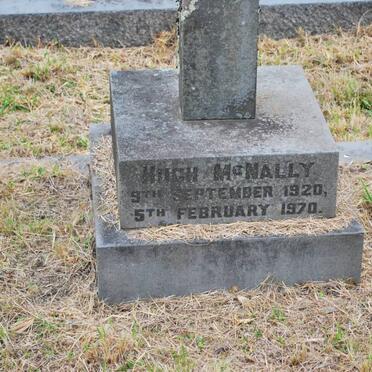 HUGH McNALLY
9TH SEPTEMBER 1920,
5TH FEBRUARY 1970.